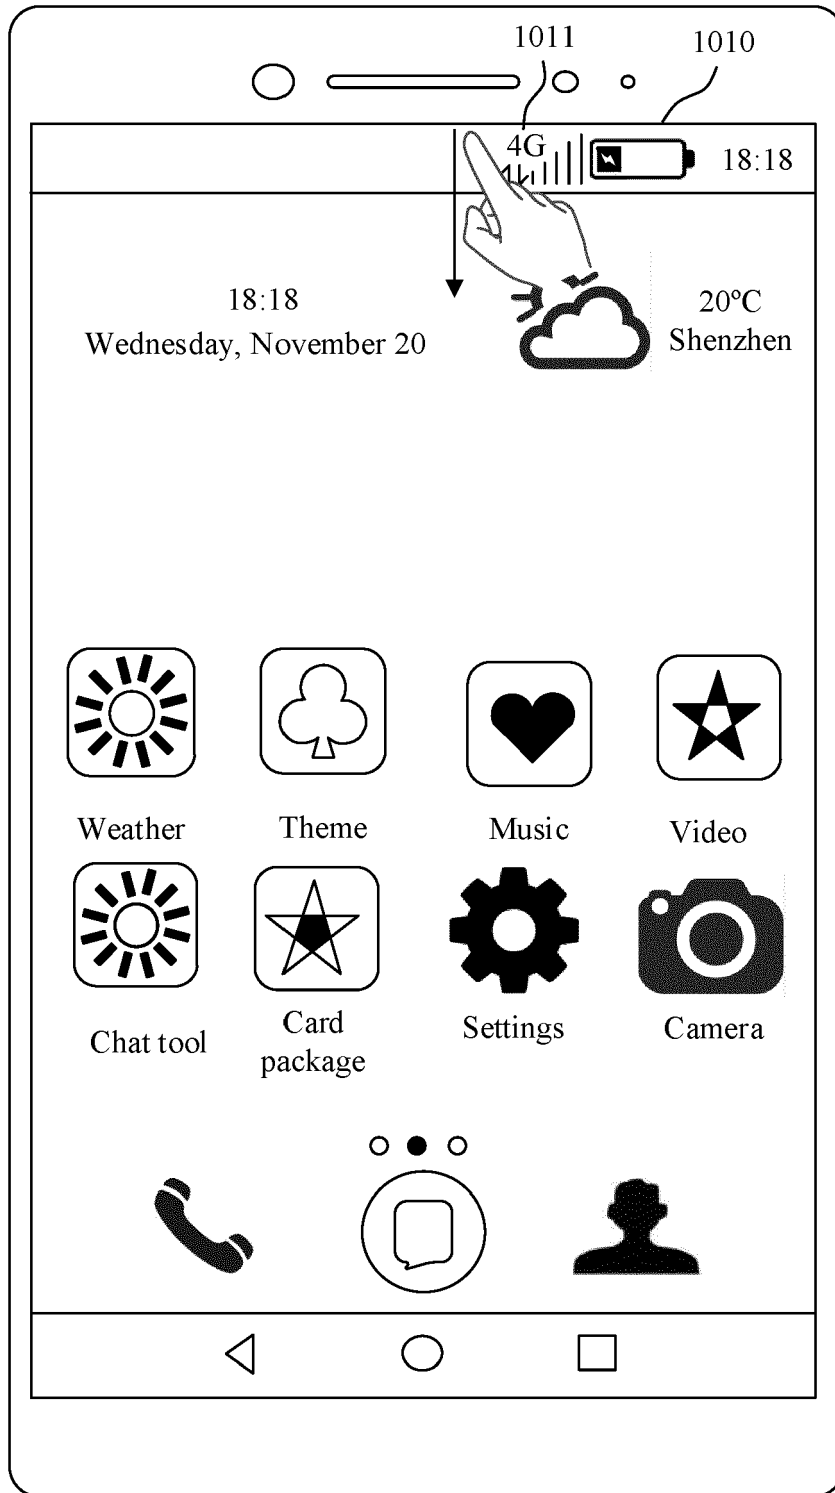 1011
1010
4G
18:18
18:18
Wednesday, November 20
20°C
Shenzhen
Weather
Theme
Music
Video
Chat tool
Card
package
Settings
Camera